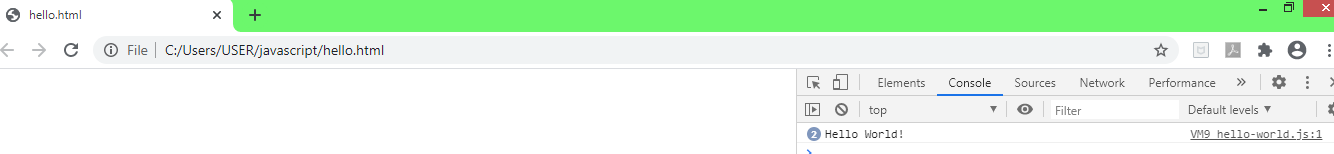 hello.html
File C:/Users/USER/javascript/hello.html
Elements Console Sources Network Performance
top Filter Default levels
2 Hello World! VM9 hello-world.js:1